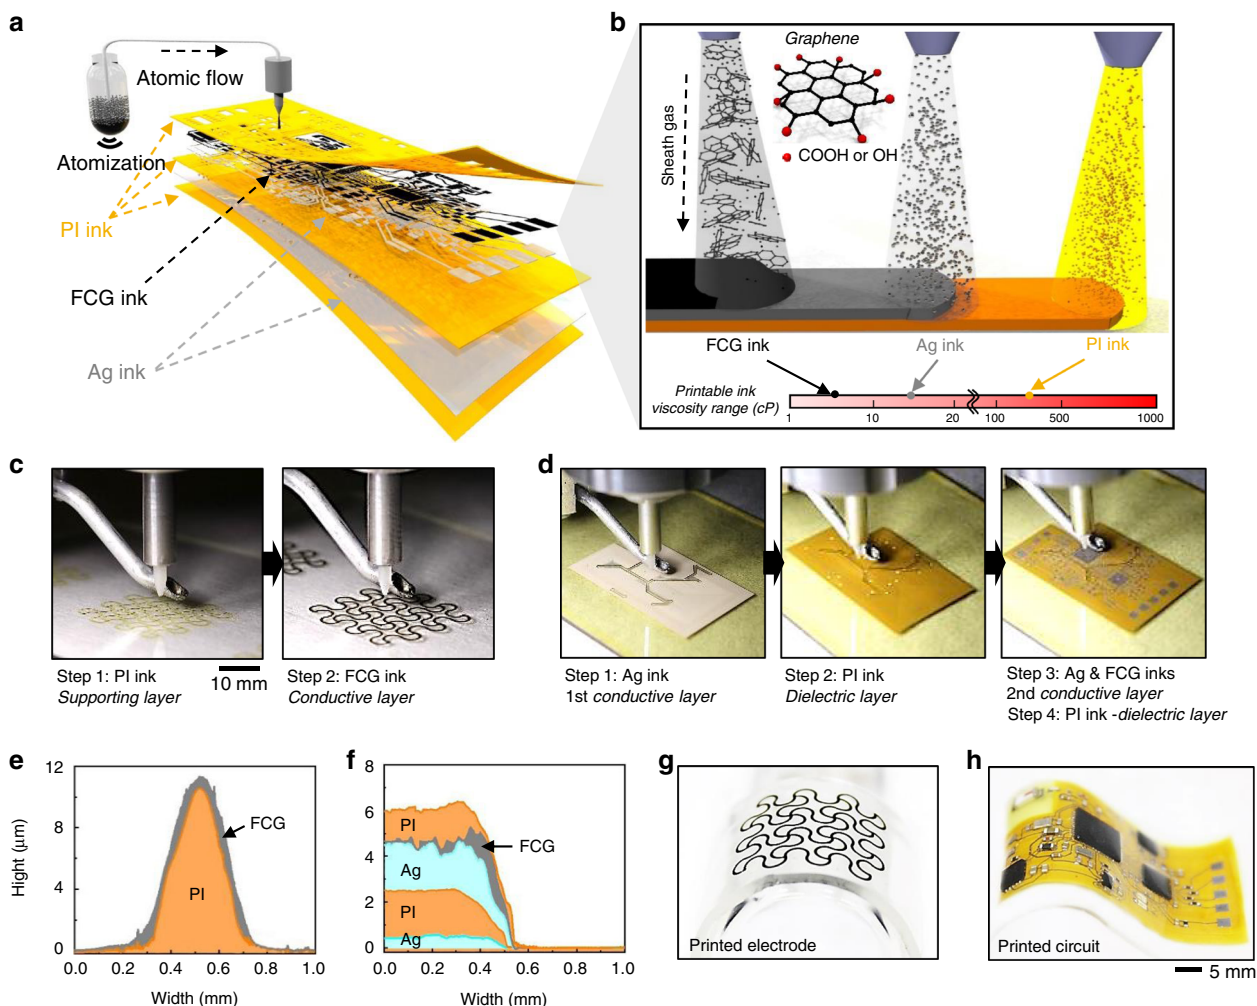 a
Atomic flow
Atomization
PI ink
FCG ink
Ag ink
b
Graphene
COOH or OH
Sheath gas
FCG ink
Ag ink
PI ink
Printable ink
viscosity range (cP)
1 10 20 100 500 1000
c
Step 1: PI ink
Supporting layer
10 mm
Step 2: FCG ink
Conductive layer
d
Step 1: Ag ink
1st conductive layer
Step 2: PI ink
Dielectric layer
Step 3: Ag & FCG inks
2nd conductive layer
Step 4: PI ink -dielectric layer
e
Hight (μm)
12
8
4
0
FCG
PI
0.0 0.2 0.4 0.6 0.8 1.0
Width (mm)
f
8
6
4
2
0
PI
FCG
Ag
PI
Ag
0.0 0.2 0.4 0.6 0.8 1.0
Width (mm)
g
Printed electrode
h
Printed circuit
5 mm